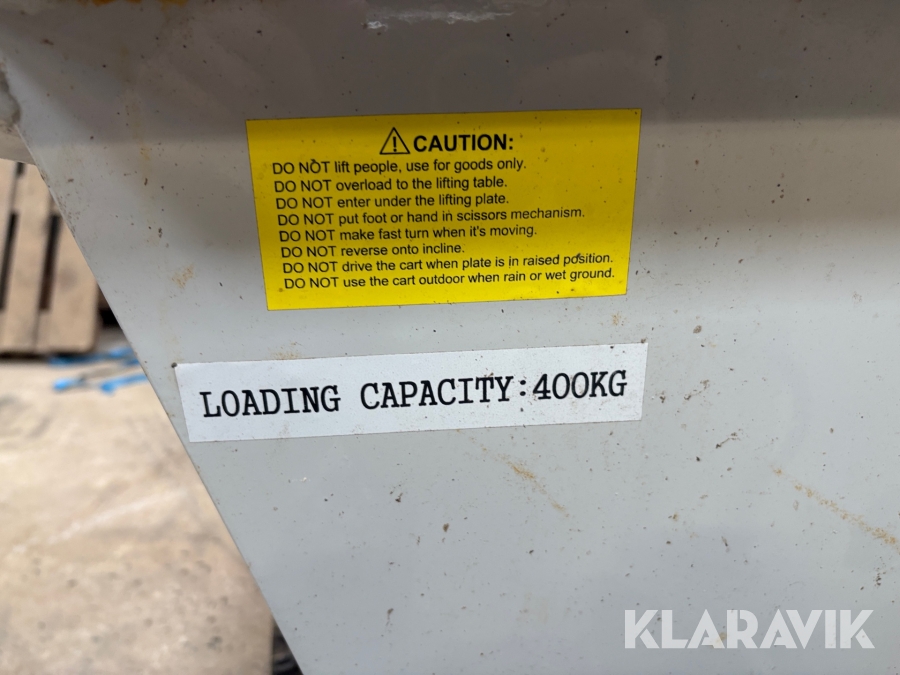 CAUTION:
DO NOT lift people, use for goods only.
DO NOT overload to the lifting table.
DO NOT enter under the lifting plate.
DO NOT put foot or hand in scissors mechanism.
DO NOT make fast turn when it's moving.
DO NOT reverse onto incline.
DO NOT drive the cart when plate is in raised position.
DO NOT use the cart outdoor when rain or wet ground.
LOADING CAPACITY:400KG
KLARAVIK